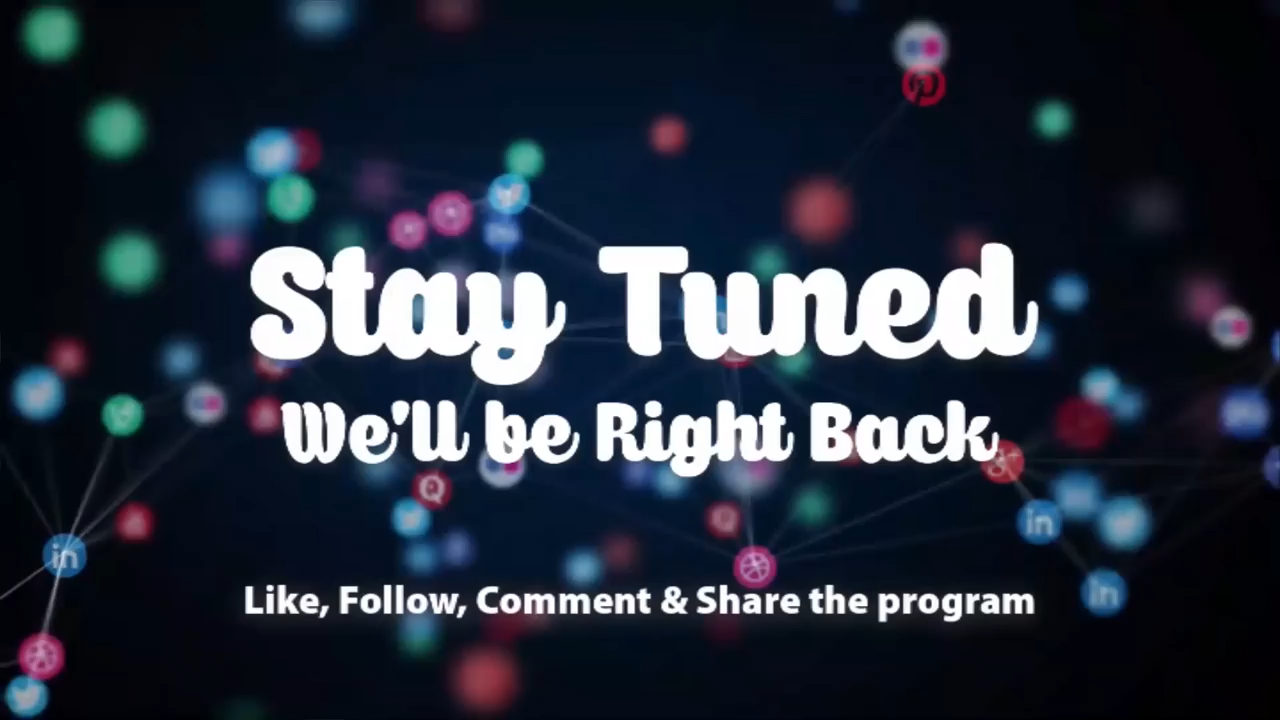 Stay Tuned
We'll be Right Back
Like, Follow, Comment & Share the program